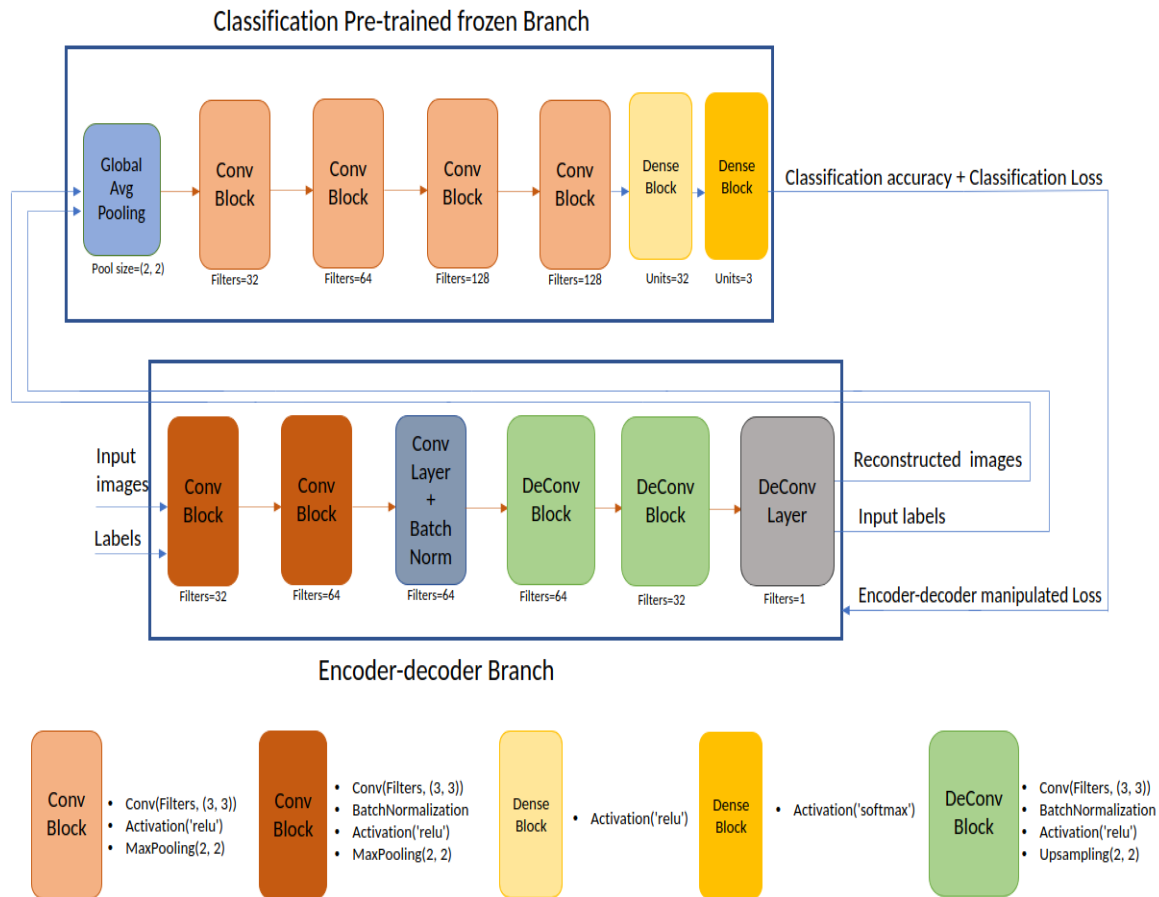 Classification Pre-trained frozen Branch
Global
Avg
Pooling
Pool size=(2, 2)
Conv
Block
Filters=32
Conv
Block
Filters=64
Conv
Block
Filters=128
Conv
Block
Filters=128
Dense
Block
Units=32
Dense
Block
Units=3
Classification accuracy + Classification Loss
Input
images
Labels
Conv
Block
Filters=32
Conv
Block
Filters=64
Conv
Layer
+
Batch
Norm
Filters=64
DeConv
Block
Filters=64
DeConv
Block
Filters=32
DeConv
Layer
Filters=1
Reconstructed images
Input labels
Encoder-decoder manipulated Loss
Encoder-decoder Branch
Conv
Block
• Conv(Filters, (3, 3))
• Activation('relu')
• MaxPooling(2, 2)
Conv
Block
• Conv(Filters, (3, 3))
• BatchNormalization
• Activation('relu')
• MaxPooling(2, 2)
Dense
Block
• Activation('relu')
Dense
Block
• Activation('softmax')
DeConv
Block
• Conv(Filters, (3, 3))
• BatchNormalization
• Activation('relu')
• Upsampling(2, 2)